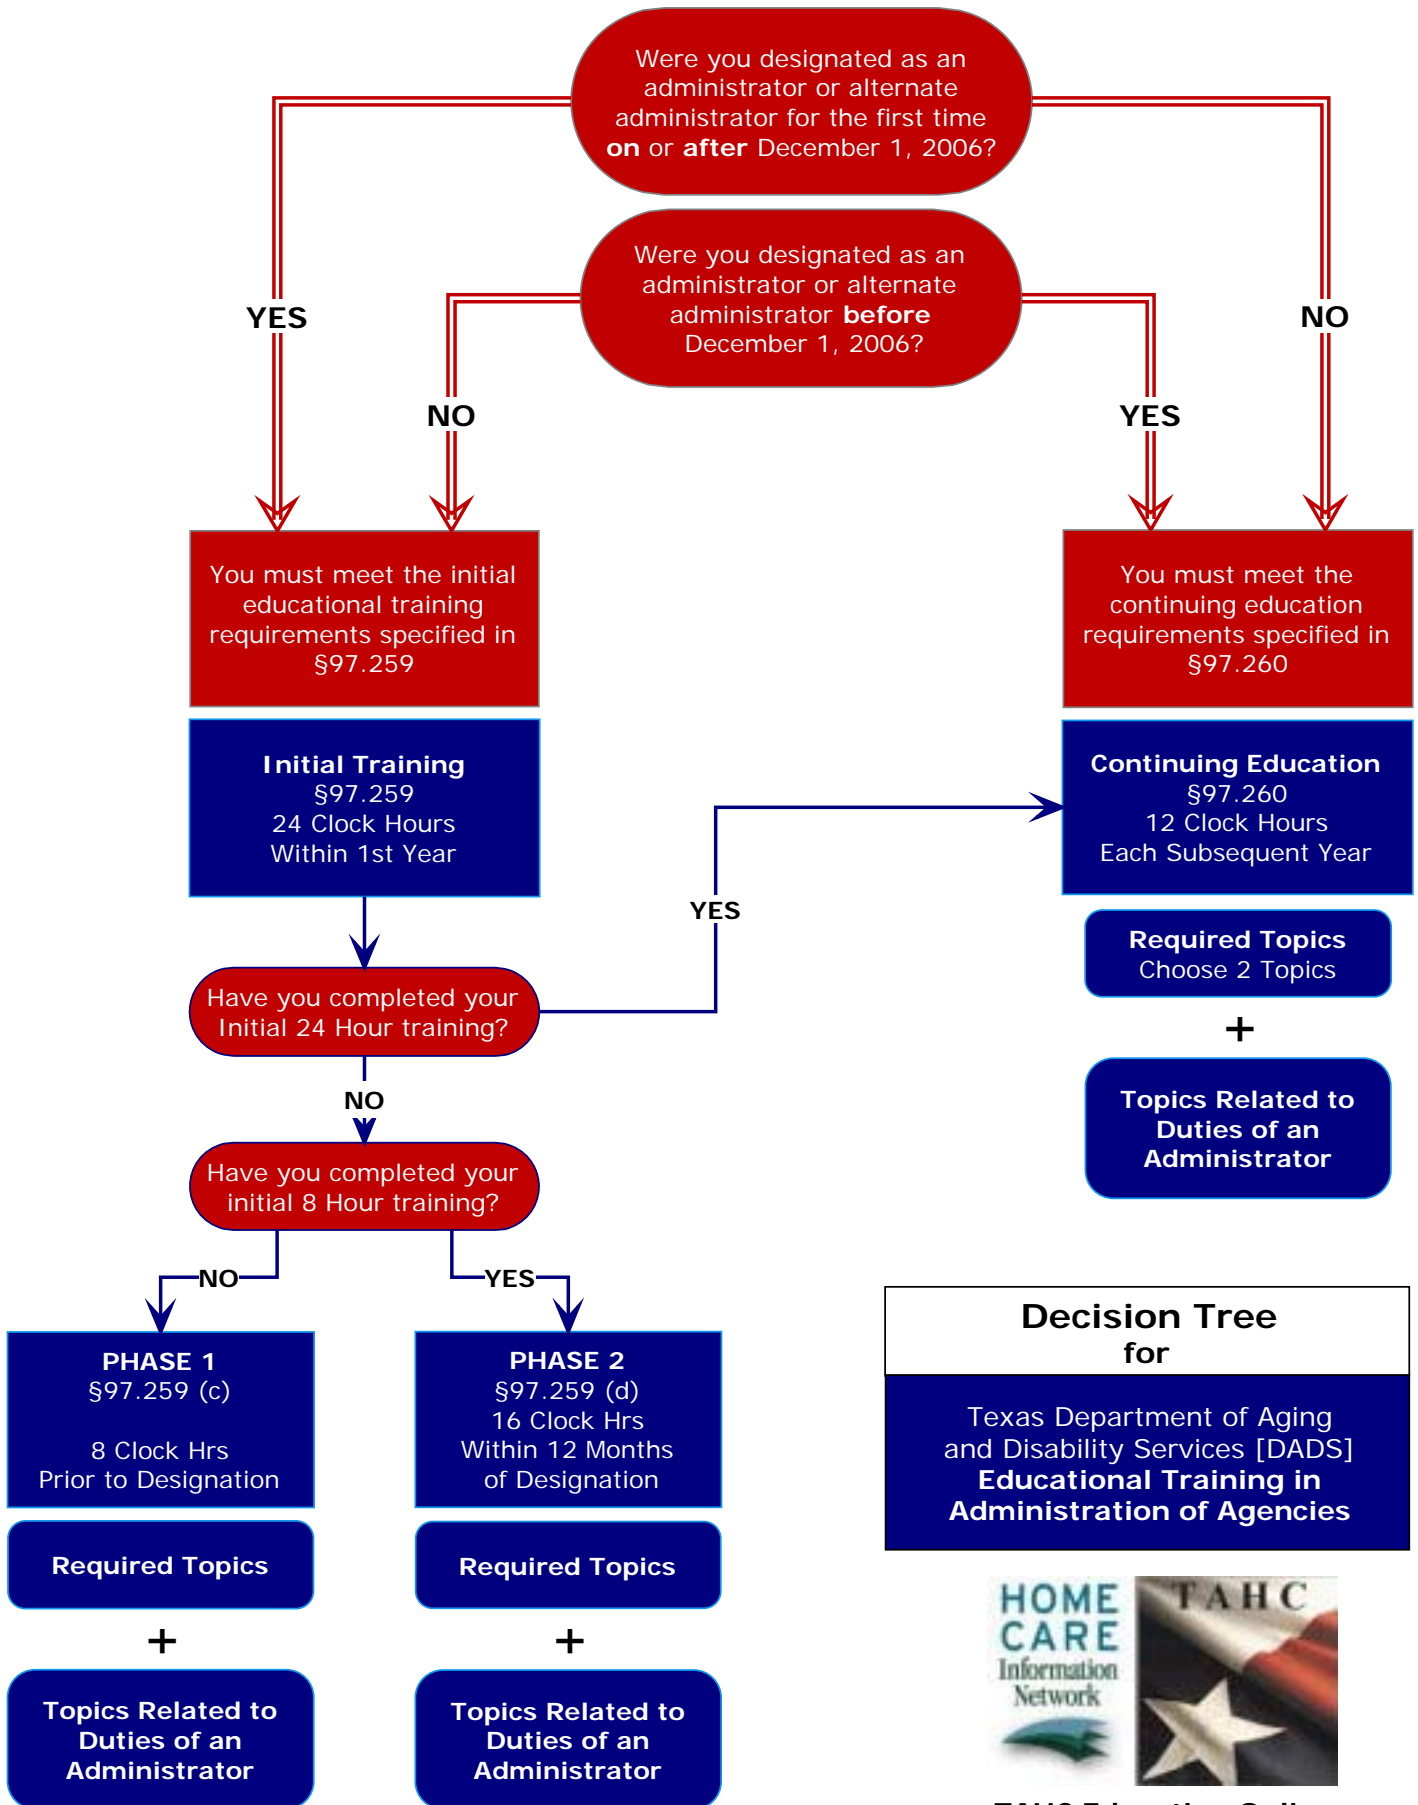 Were you designated as an
administrator or alternate
administrator for the first time
on or after December 1, 2006?
Were you designated as an
administrator or alternate
administrator before
December 1, 2006?
YES
NO
NO
YES
You must meet the initial
educational training
requirements specified in
§97.259
You must meet the
continuing education
requirements specified in
§97.260
Initial Training
§97.259
24 Clock Hours
Within 1st Year
Continuing Education
§97.260
12 Clock Hours
Each Subsequent Year
YES
Required Topics
Choose 2 Topics
+
Topics Related to
Duties of an
Administrator
Have you completed your
Initial 24 Hour training?
NO
Have you completed your
initial 8 Hour training?
NO
YES
PHASE 1
§97.259 (c)
8 Clock Hrs
Prior to Designation
Required Topics
+
Topics Related to
Duties of an
Administrator
PHASE 2
§97.259 (d)
16 Clock Hrs
Within 12 Months
of Designation
Required Topics
+
Topics Related to
Duties of an
Administrator
Decision Tree
for
Texas Department of Aging
and Disability Services [DADS]
Educational Training in
Administration of Agencies
HOME
CARE
Information
Network
TAHC
TAHC Education Online